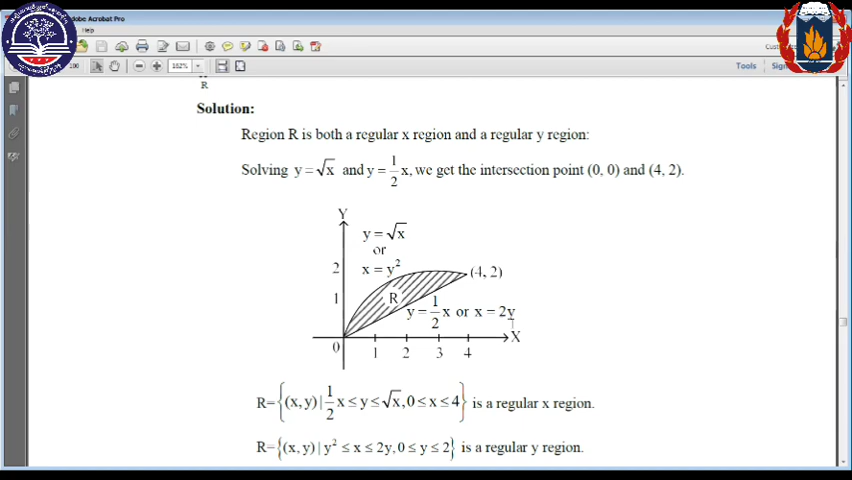 Adobe Acrobat Pro
Help
162%
Tools
R
Solution:
Region R is both a regular x region and a regular y region:
Solving y = √x and y = 1/2 x, we get the intersection point (0, 0) and (4, 2).
Y
y = √x
or
x = y²
2
(4, 2)
1
R
y = 1/2 x or x = 2y
0
X
1 2 3 4
R={(x, y) | 1/2 x ≤ y ≤ √x, 0 ≤ x ≤ 4} is a regular x region.
R={(x, y) | y² ≤ x ≤ 2y, 0 ≤ y ≤ 2} is a regular y region.